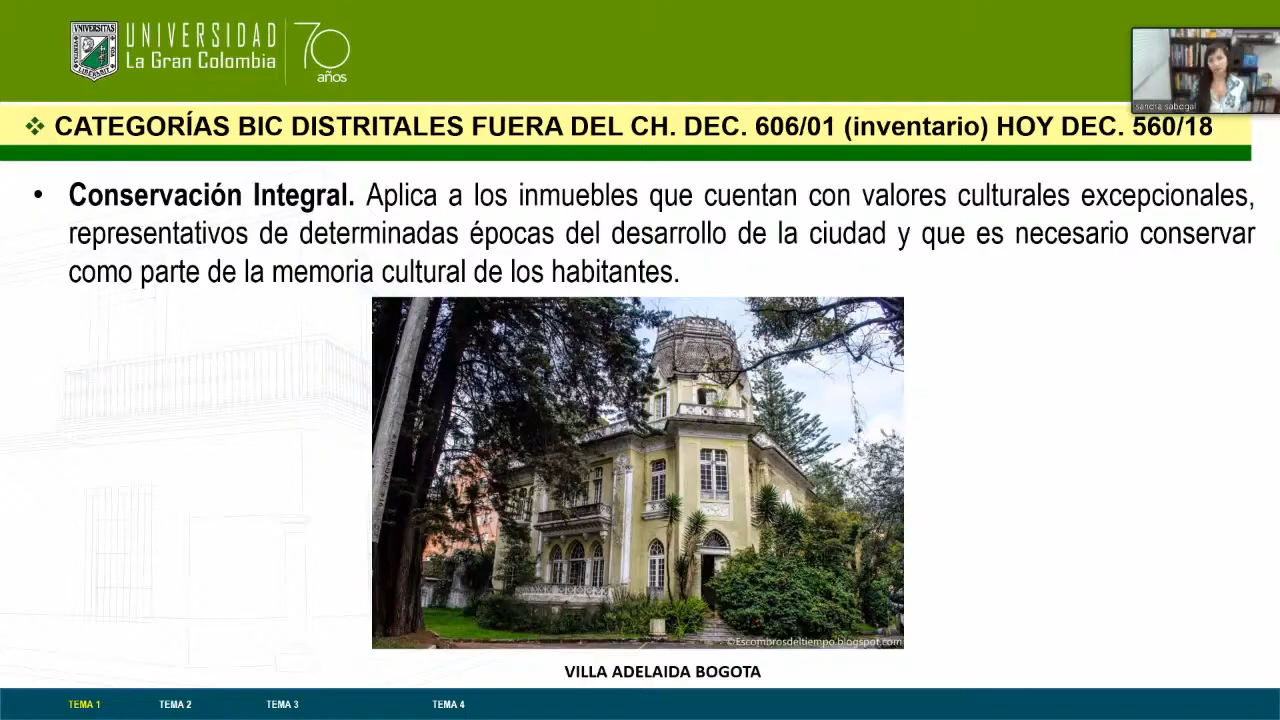 UNIVERSIDAD
La Gran Colombia
70
años
sandra sabogal
❖ CATEGORÍAS BIC DISTRITALES FUERA DEL CH. DEC. 606/01 (inventario) HOY DEC. 560/18
• Conservación Integral. Aplica a los inmuebles que cuentan con valores culturales excepcionales,
representativos de determinadas épocas del desarrollo de la ciudad y que es necesario conservar
como parte de la memoria cultural de los habitantes.
©Escombrosdeltiempo.blogspot.com
VILLA ADELAIDA BOGOTA
TEMA 1 TEMA 2 TEMA 3 TEMA 4